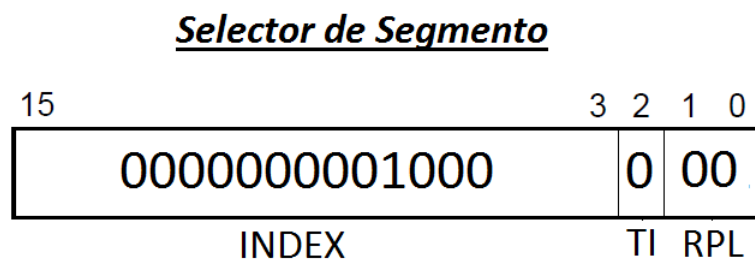 Selector de Segmento
15 3 2 1 0
0000000001000 0 00
INDEX TI RPL